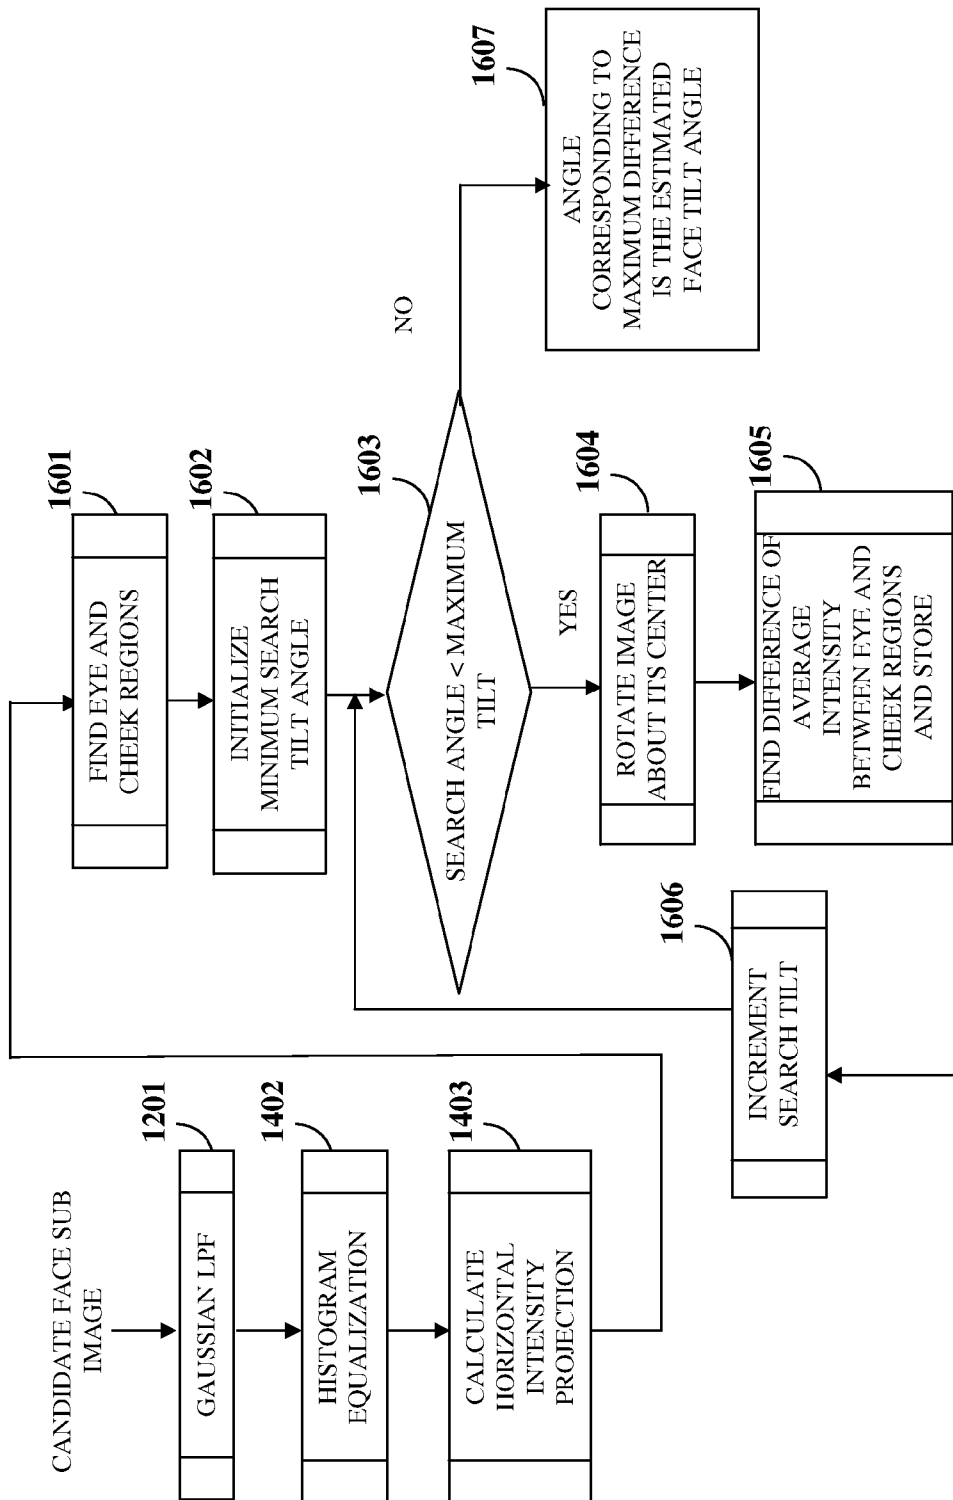 CANDIDATE FACE SUB
IMAGE
1201
GAUSSIAN LPF
1402
HISTOGRAM
EQUALIZATION
1403
CALCULATE
HORIZONTAL
INTENSITY
PROJECTION
1601
FIND EYE AND
CHEEK REGIONS
1602
INITIALIZE
MINIMUM SEARCH
TILT ANGLE
1603
SEARCH ANGLE < MAXIMUM
TILT
YES
NO
1604
ROTATE IMAGE
ABOUT ITS CENTER
1605
FIND DIFFERENCE OF
AVERAGE
INTENSITY
BETWEEN EYE AND
CHEEK REGIONS
AND STORE
1606
INCREMENT
SEARCH TILT
1607
ANGLE
CORRESPONDING TO
MAXIMUM DIFFERENCE
IS THE ESTIMATED
FACE TILT ANGLE